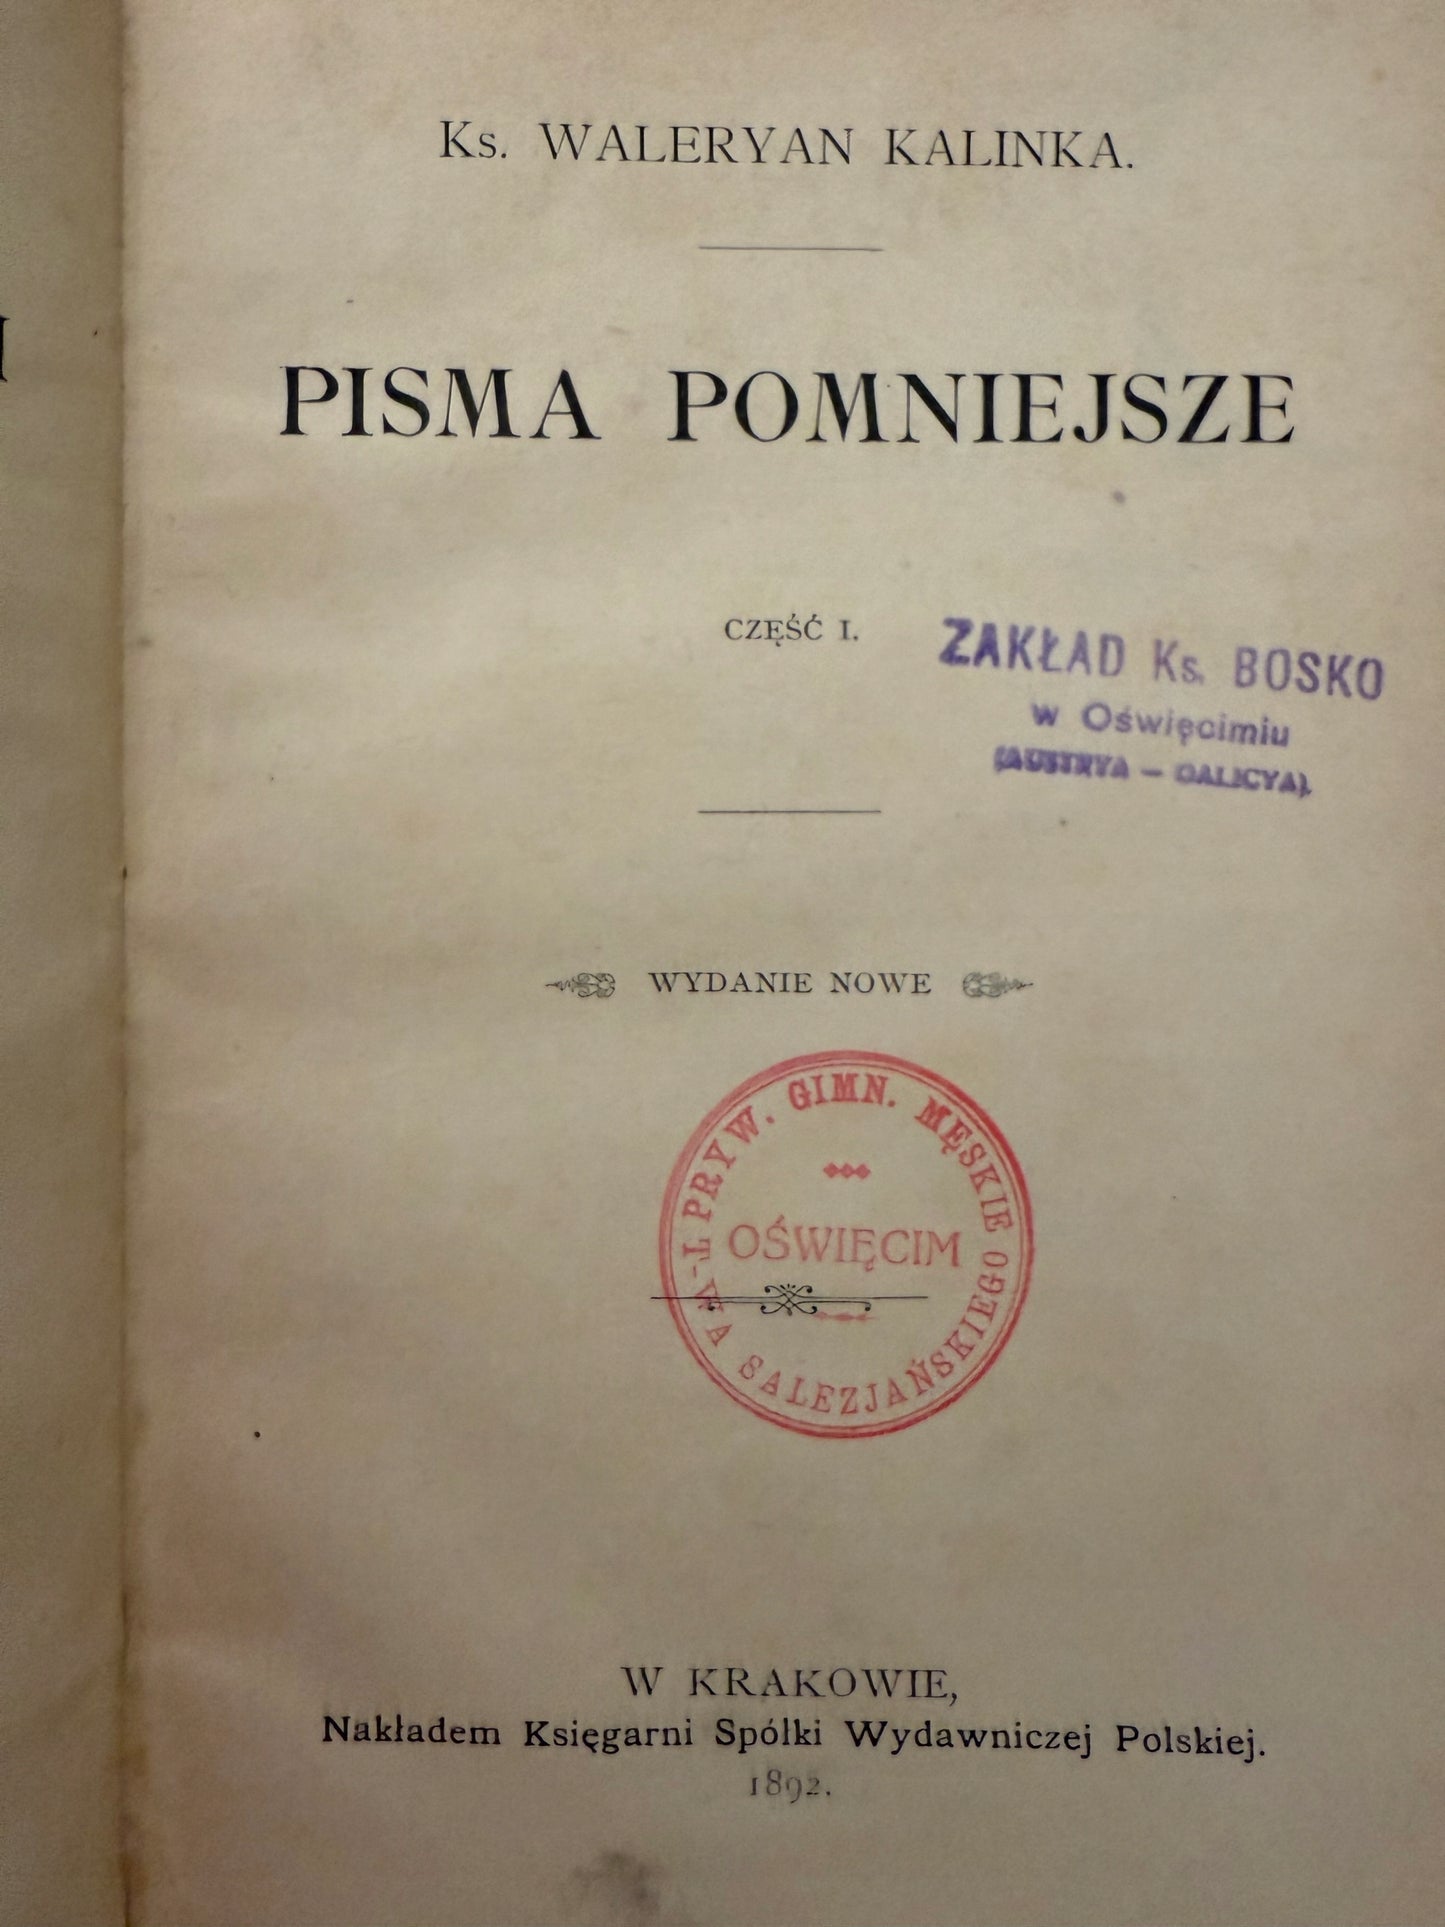 Ks. WALERYAN KALINKA.
PISMA POMNIEJSZE
CZĘŚĆ I.
ZAKŁAD Ks. BOSKO
w Oświęcimiu
(AUSTRYA – GALICYA).
WYDANIE NOWE
PRYW. GIMN. MĘSKIE
OŚWIĘCIM
T-WA SALEZJAŃSKIEGO
W KRAKOWIE,
Nakładem Księgarni Spółki Wydawniczej Polskiej.
1892.